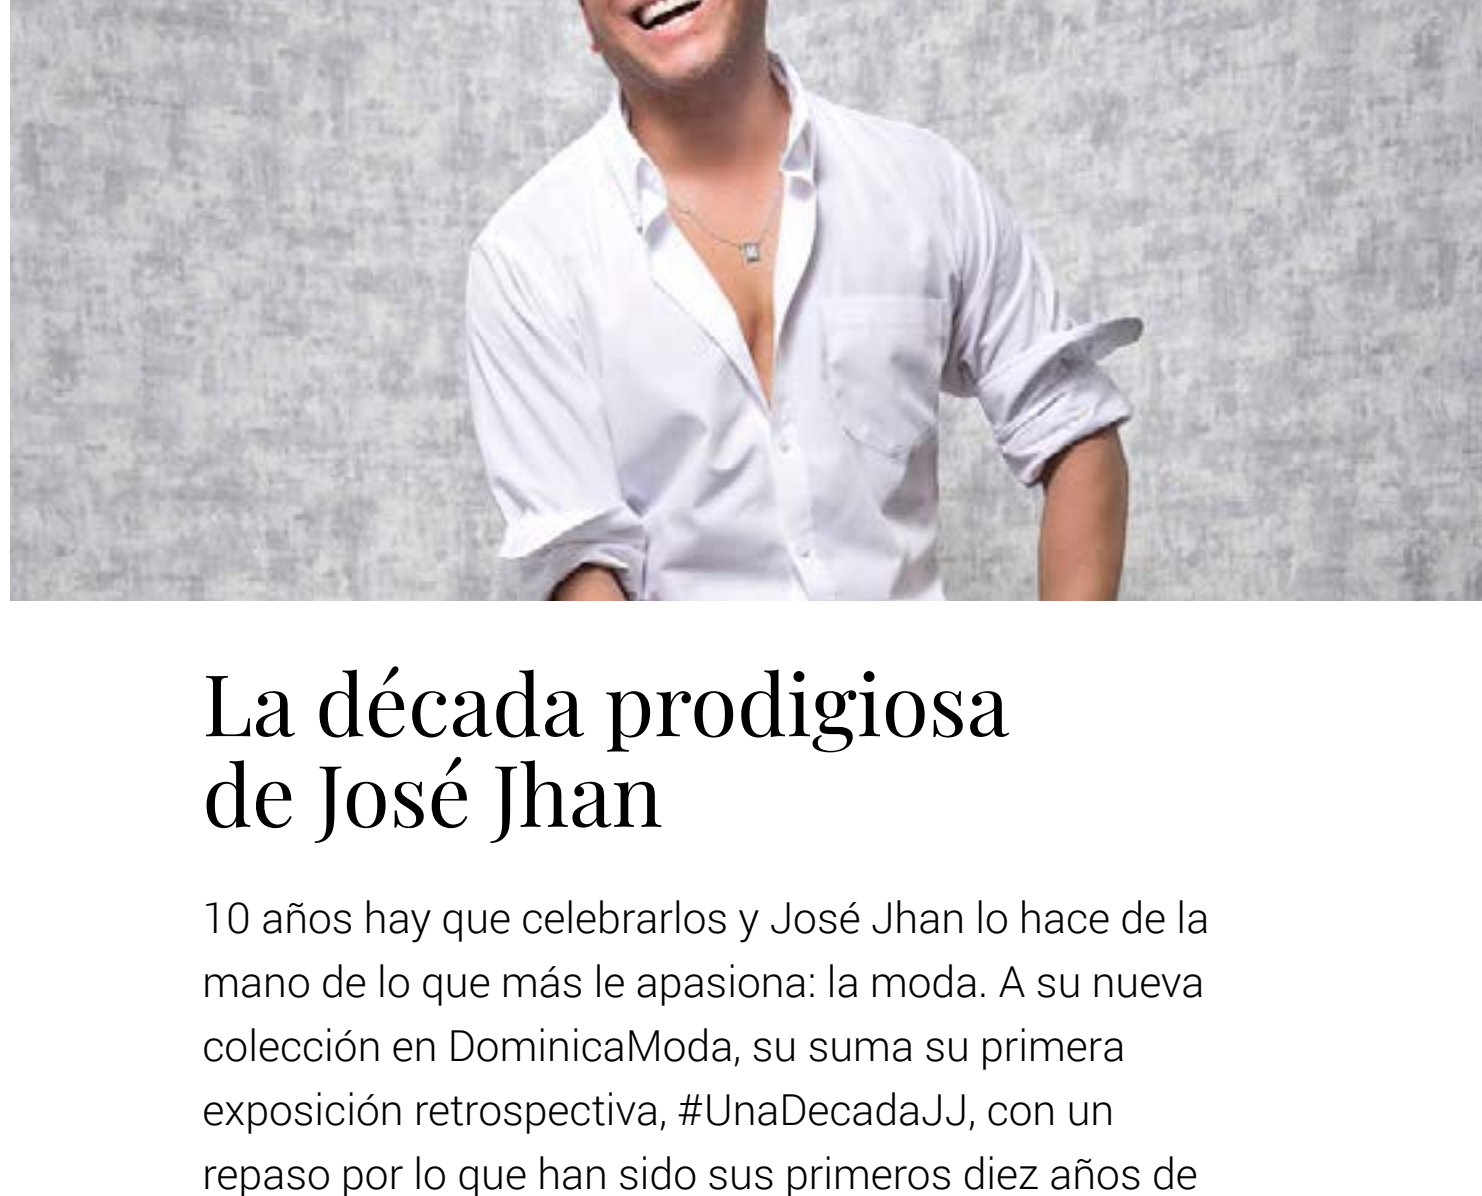 La década prodigiosa
de José Jhan
10 años hay que celebrarlos y José Jhan lo hace de la
mano de lo que más le apasiona: la moda. A su nueva
colección en DominicaModa, su suma su primera
exposición retrospectiva, #UnaDecadaJJ, con un
repaso por lo que han sido sus primeros diez años de